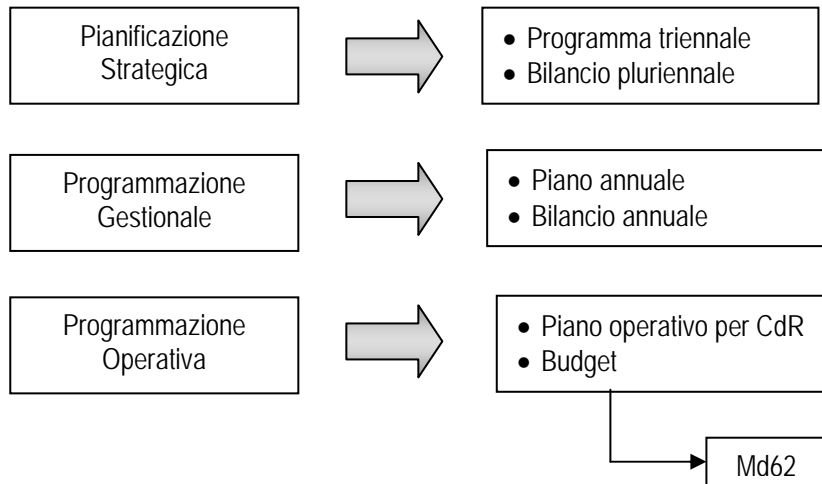 Pianificazione
Strategica
• Programma triennale
• Bilancio pluriennale
Programmazione
Gestionale
• Piano annuale
• Bilancio annuale
Programmazione
Operativa
• Piano operativo per CdR
• Budget
Md62